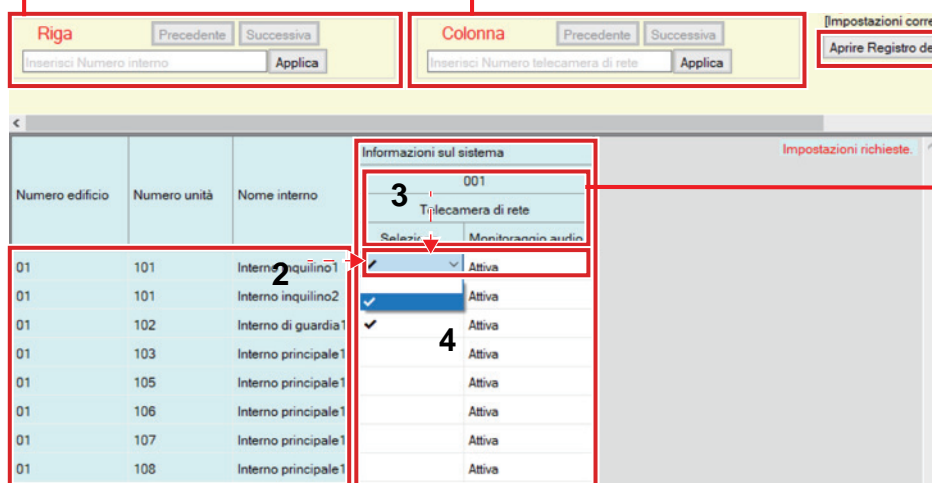 [Impostazioni corre
Riga Precedente Successiva
Inserisci Numero interno Applica
Colonna Precedente Successiva
Inserisci Numero telecamera di rete Applica
Aprire Registro de
Informazioni sul sistema
Impostazioni richieste.
Numero edificio Numero unità Nome interno
001
3
Telecamera di rete
Selezio Monitoraggio audio
01 101 Interno inquilino1 Attiva
2
01 101 Interno inquilino2 Attiva
01 102 Interno di guardia1 Attiva
4
01 103 Interno principale1 Attiva
01 105 Interno principale1 Attiva
01 106 Interno principale1 Attiva
01 107 Interno principale1 Attiva
01 108 Interno principale1 Attiva